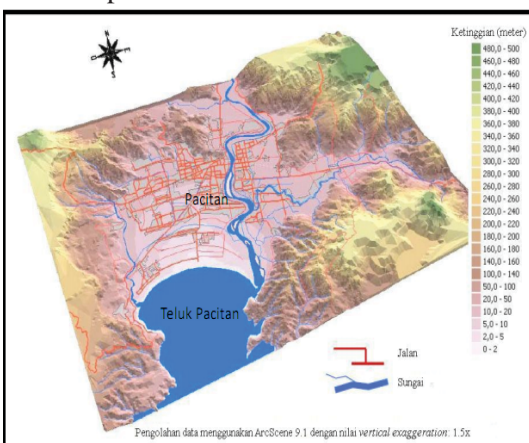 N
E
S
Ketinggian (meter)
480,0 - 500
460,0 - 480
440,0 - 460
420,0 - 440
400,0 - 420
380,0 - 400
360,0 - 380
340,0 - 360
320,0 - 340
300,0 - 320
280,0 - 300
260,0 - 280
240,0 - 260
220,0 - 240
200,0 - 220
180,0 - 200
160,0 - 180
140,0 - 160
100,0 - 140
50,0 - 100
20,0 - 50
10,0 - 20
5,0 - 10
2,0 - 5
0 - 2
Pacitan
Teluk Pacitan
Jalan
Sungai
Pengolahan data menggunakan ArcScene 9.1 dengan nilai vertical exaggeration: 1.5x